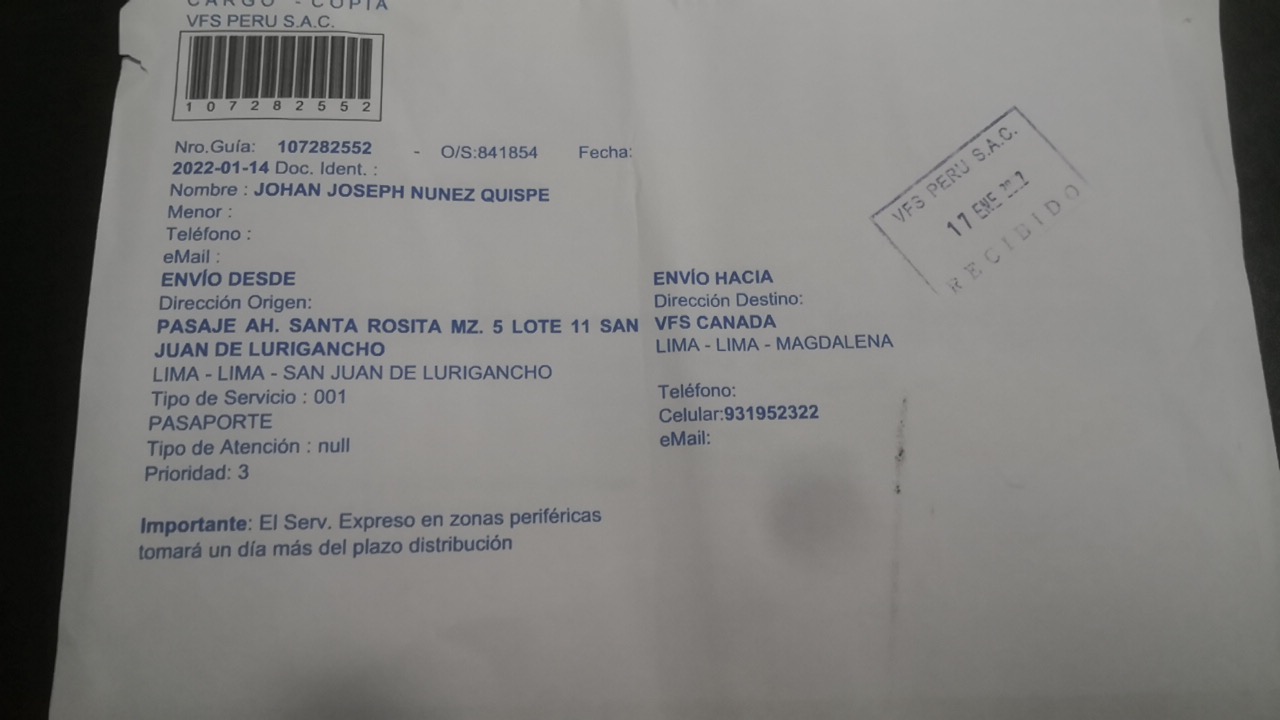 CARGO - COPIA
VFS PERU S.A.C.
107282552
Nro.Guía: 107282552 - O/S:841854 Fecha:
2022-01-14 Doc. Ident. :
Nombre : JOHAN JOSEPH NUNEZ QUISPE
Menor :
Teléfono :
eMail :
ENVÍO DESDE
Dirección Origen:
PASAJE AH. SANTA ROSITA MZ. 5 LOTE 11 SAN
JUAN DE LURIGANCHO
LIMA - LIMA - SAN JUAN DE LURIGANCHO
Tipo de Servicio : 001
PASAPORTE
Tipo de Atención : null
Prioridad: 3
Importante: El Serv. Expreso en zonas periféricas
tomará un día más del plazo distribución
ENVÍO HACIA
Dirección Destino:
VFS CANADA
LIMA - LIMA - MAGDALENA
Teléfono:
Celular:931952322
eMail:
VFS PERU S.A.C.
17 ENE 2022
RECIBIDO